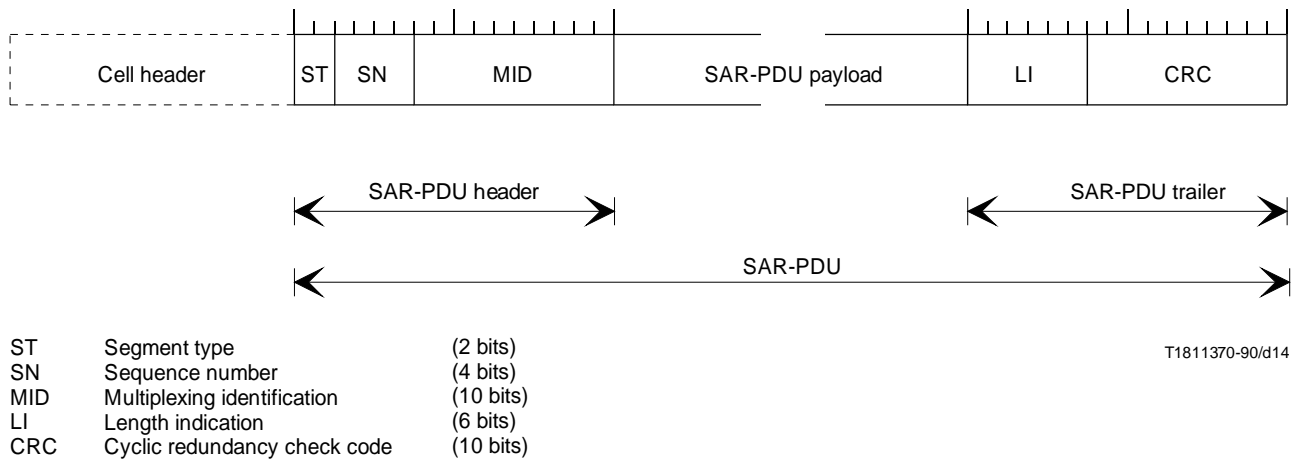 Cell header ST SN MID SAR-PDU payload LI CRC
SAR-PDU header SAR-PDU trailer
SAR-PDU
ST Segment type (2 bits)
SN Sequence number (4 bits)
MID Multiplexing identification (10 bits)
LI Length indication (6 bits)
CRC Cyclic redundancy check code (10 bits)
T1811370-90/d14